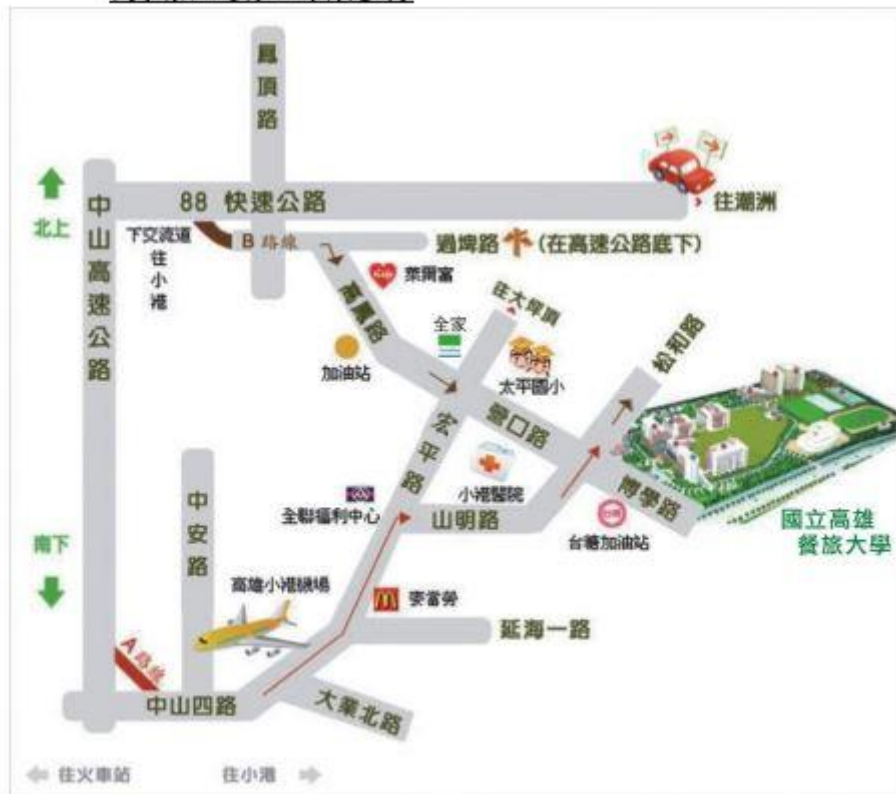 鳳頂路
中山高速公路
88 快速公路
往潮洲
北上
下交流道
往小港
B 路線
過埤路
(在高速公路底下)
萊爾富
高鳳路
全家
往大坪頂
松和路
加油站
太平國小
營口路
宏平路
小港醫院
全聯福利中心
山明路
博學路
台糖
台糖加油站
國立高雄
餐旅大學
中安路
南下
高雄小港機場
麥當勞
延海一路
A 路線
中山四路
大業北路
往火車站
往小港